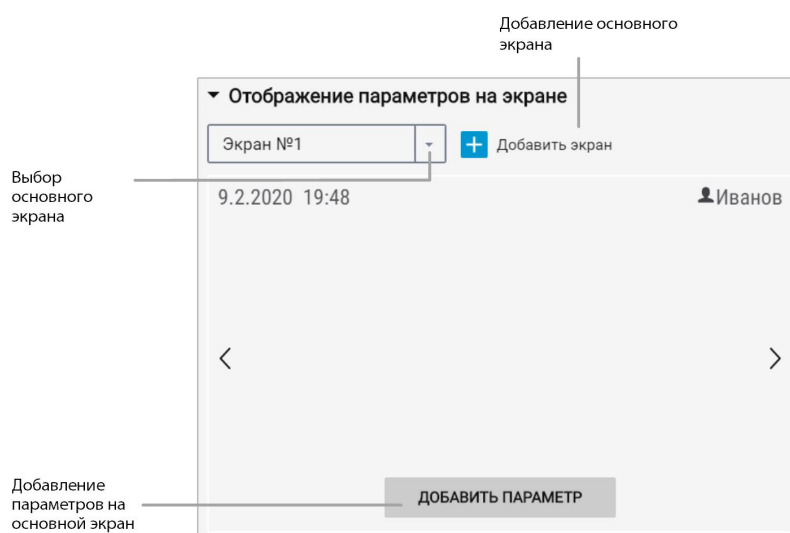 Добавление основного
экрана
Отображение параметров на экране
Экран №1
Добавить экран
Выбор
основного
экрана
9.2.2020 19:48
Иванов
Добавление
параметров на
основной экран
ДОБАВИТЬ ПАРАМЕТР